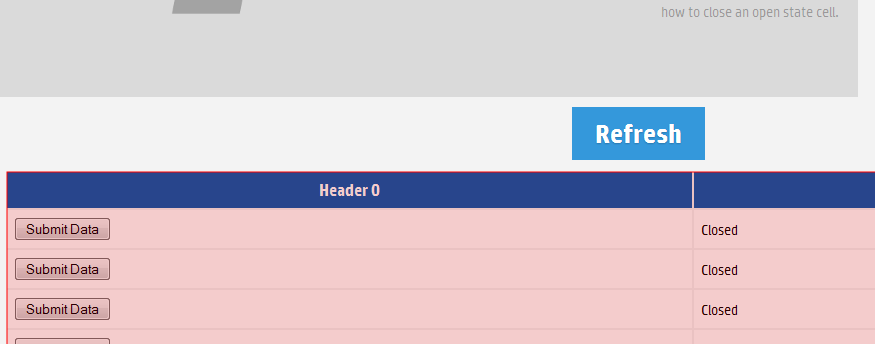 how to close an open state cell.
Refresh
Header 0
Submit Data
Closed
Submit Data
Closed
Submit Data
Closed